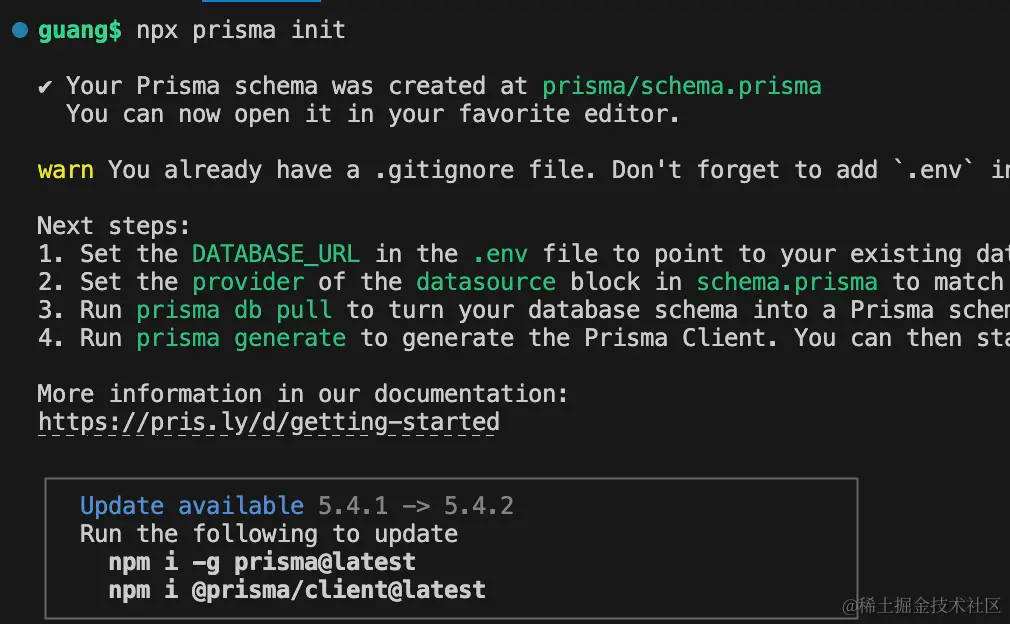 guang$ npx prisma init
✔ Your Prisma schema was created at prisma/schema.prisma
You can now open it in your favorite editor.
warn You already have a .gitignore file. Don't forget to add `.env` in
Next steps:
1. Set the DATABASE_URL in the .env file to point to your existing dat
2. Set the provider of the datasource block in schema.prisma to match
3. Run prisma db pull to turn your database schema into a Prisma schem
4. Run prisma generate to generate the Prisma Client. You can then sta
More information in our documentation:
https://pris.ly/d/getting-started
Update available 5.4.1 -> 5.4.2
Run the following to update
npm i -g prisma@latest
npm i @prisma/client@latest
@稀土掘金技术社区